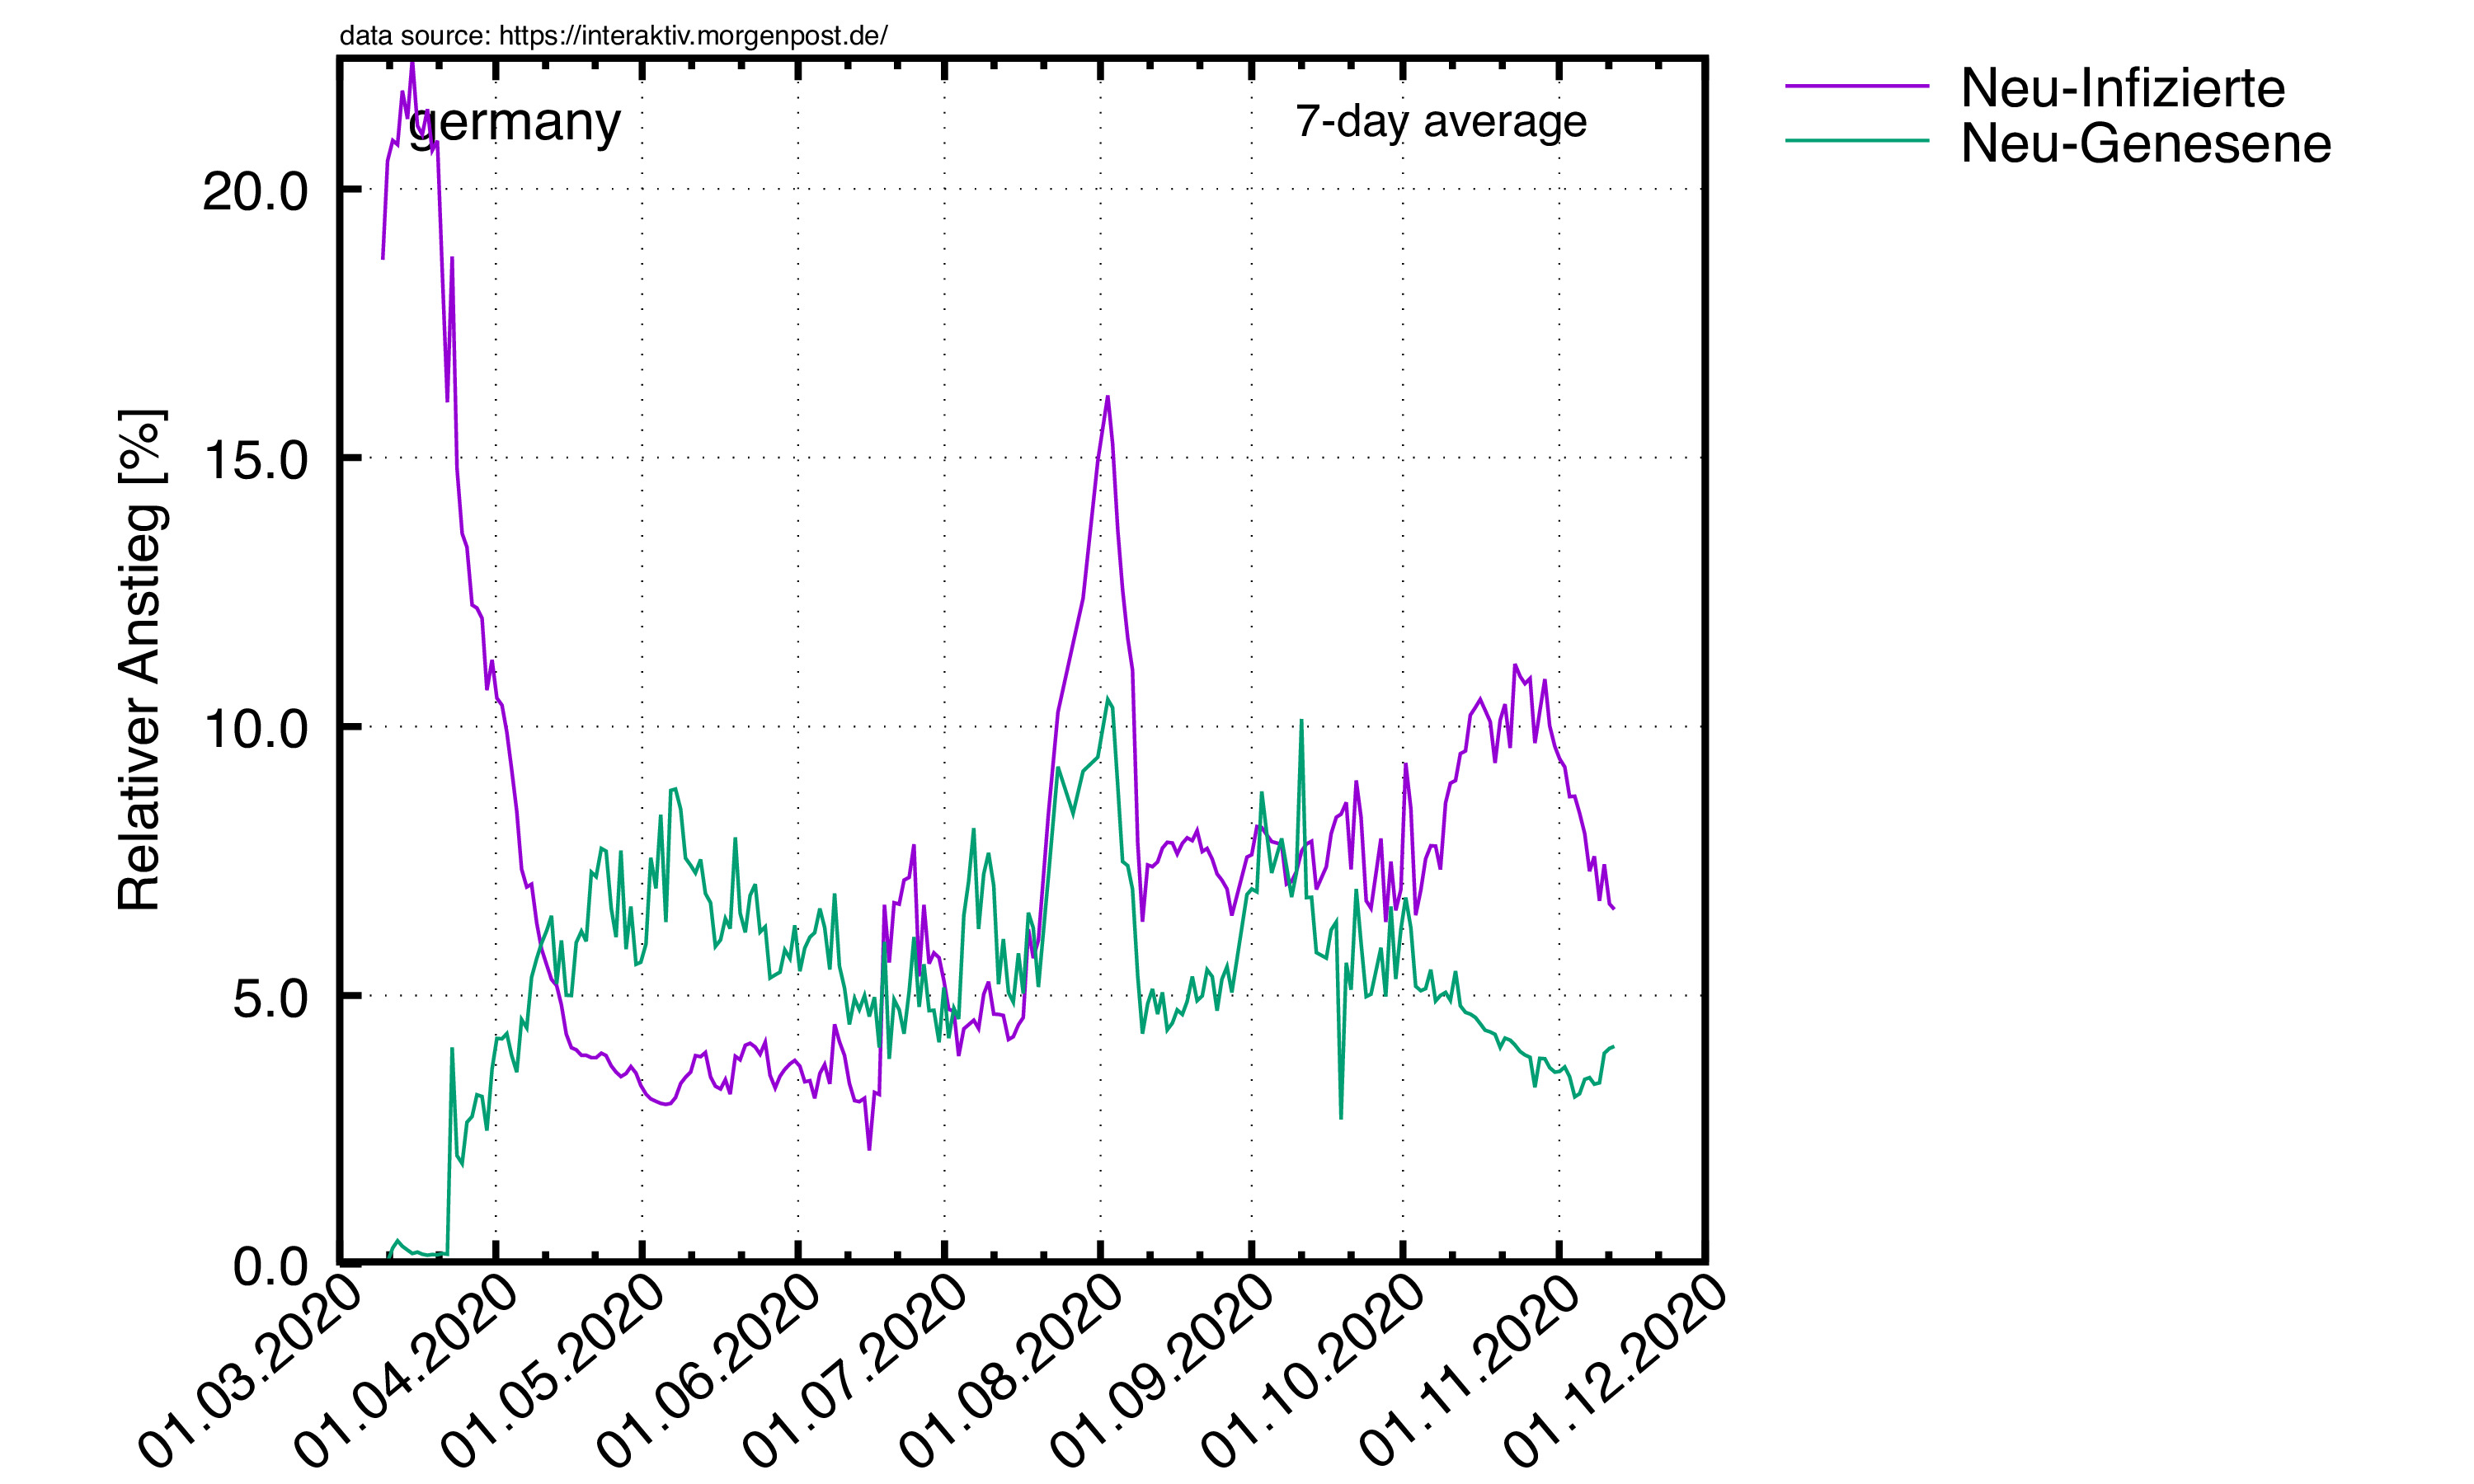 data source: https://interaktiv.morgenpost.de/
germany
7-day average
Neu-Infizierte
Neu-Genesene
Relativer Anstieg [%]
20.0
15.0
10.0
5.0
0.0
01.03.2020
01.04.2020
01.05.2020
01.06.2020
01.07.2020
01.08.2020
01.09.2020
01.10.2020
01.11.2020
01.12.2020